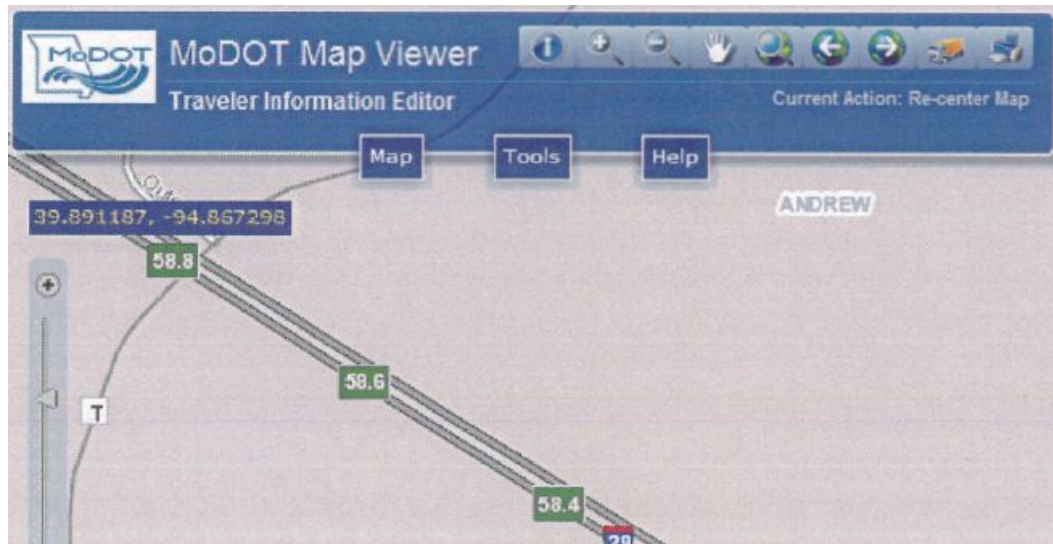 MoDOT
MoDOT Map Viewer
Traveler Information Editor
Current Action: Re-center Map
Map
Tools
Help
39.891187, -94.867298
ANDREW
58.8
58.6
T
58.4
29